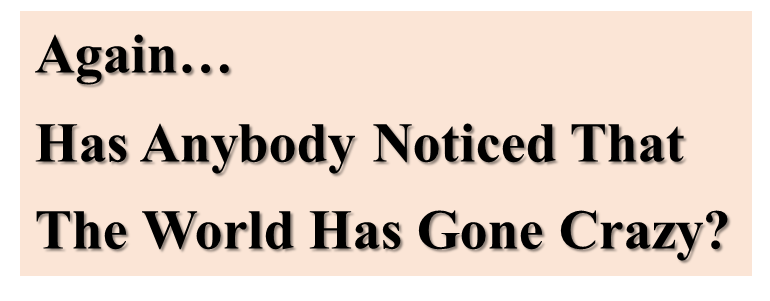 Again…
Has Anybody Noticed That
The World Has Gone Crazy?